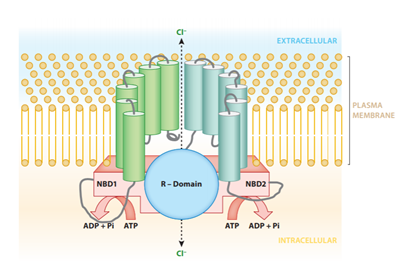 Cl⁻
EXTRACELLULAR
PLASMA
MEMBRANE
NBD1
R – Domain
NBD2
ADP + Pi
ATP
ATP
ADP + Pi
INTRACELLULAR
Cl⁻